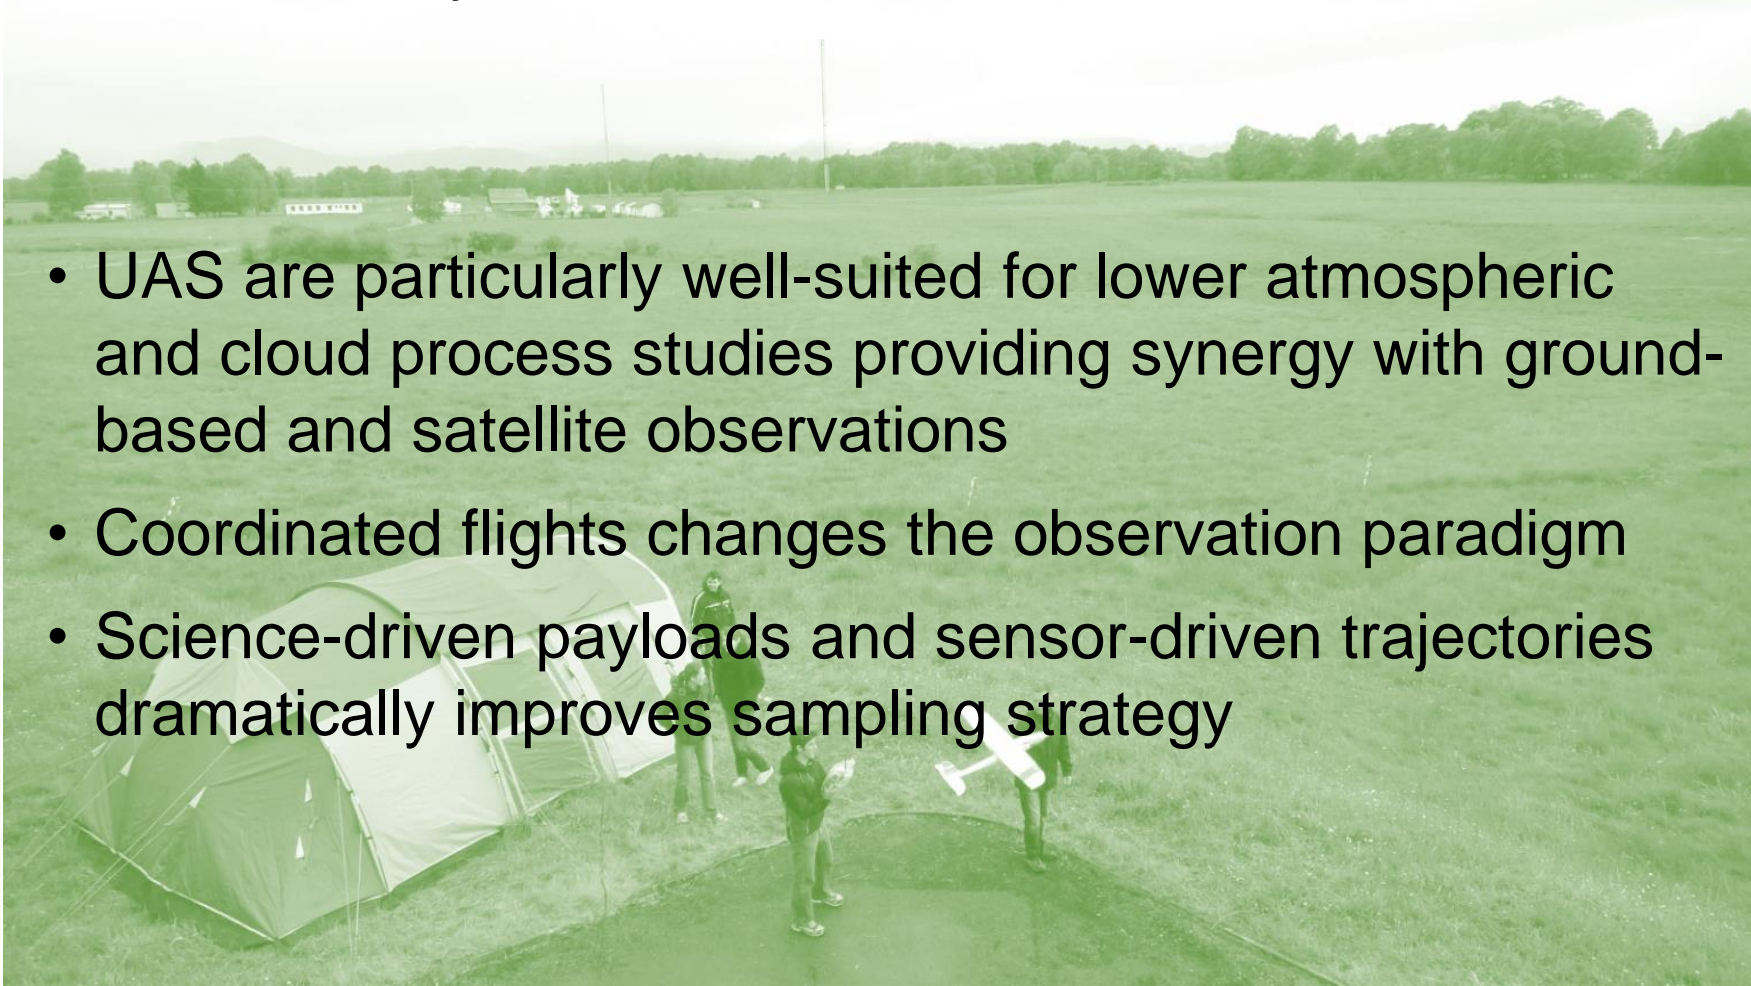 • UAS are particularly well-suited for lower atmospheric
and cloud process studies providing synergy with ground-
based and satellite observations
• Coordinated flights changes the observation paradigm
• Science-driven payloads and sensor-driven trajectories
dramatically improves sampling strategy